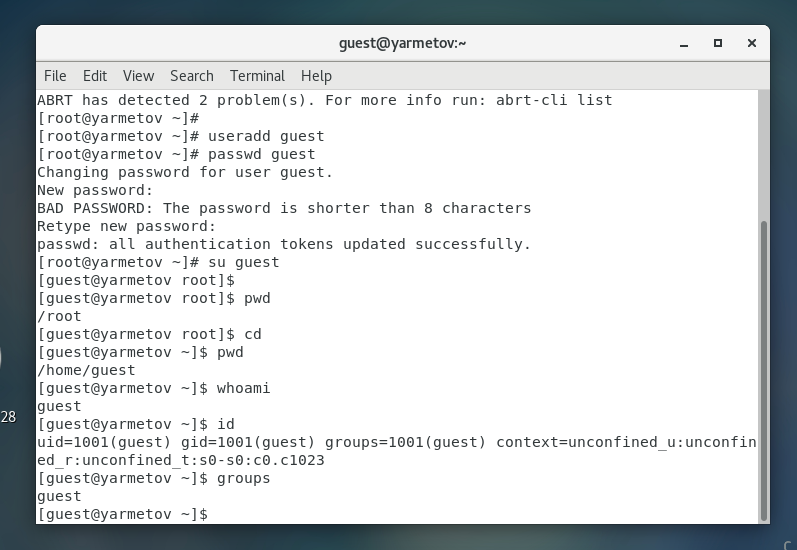 guest@yarmetov:~
File Edit View Search Terminal Help
ABRT has detected 2 problem(s). For more info run: abrt-cli list
[root@yarmetov ~]#
[root@yarmetov ~]# useradd guest
[root@yarmetov ~]# passwd guest
Changing password for user guest.
New password:
BAD PASSWORD: The password is shorter than 8 characters
Retype new password:
passwd: all authentication tokens updated successfully.
[root@yarmetov ~]# su guest
[guest@yarmetov root]$
[guest@yarmetov root]$ pwd
/root
[guest@yarmetov root]$ cd
[guest@yarmetov ~]$ pwd
/home/guest
[guest@yarmetov ~]$ whoami
guest
[guest@yarmetov ~]$ id
uid=1001(guest) gid=1001(guest) groups=1001(guest) context=unconfined_u:unconfin
ed_r:unconfined_t:s0-s0:c0.c1023
[guest@yarmetov ~]$ groups
guest
[guest@yarmetov ~]$
28